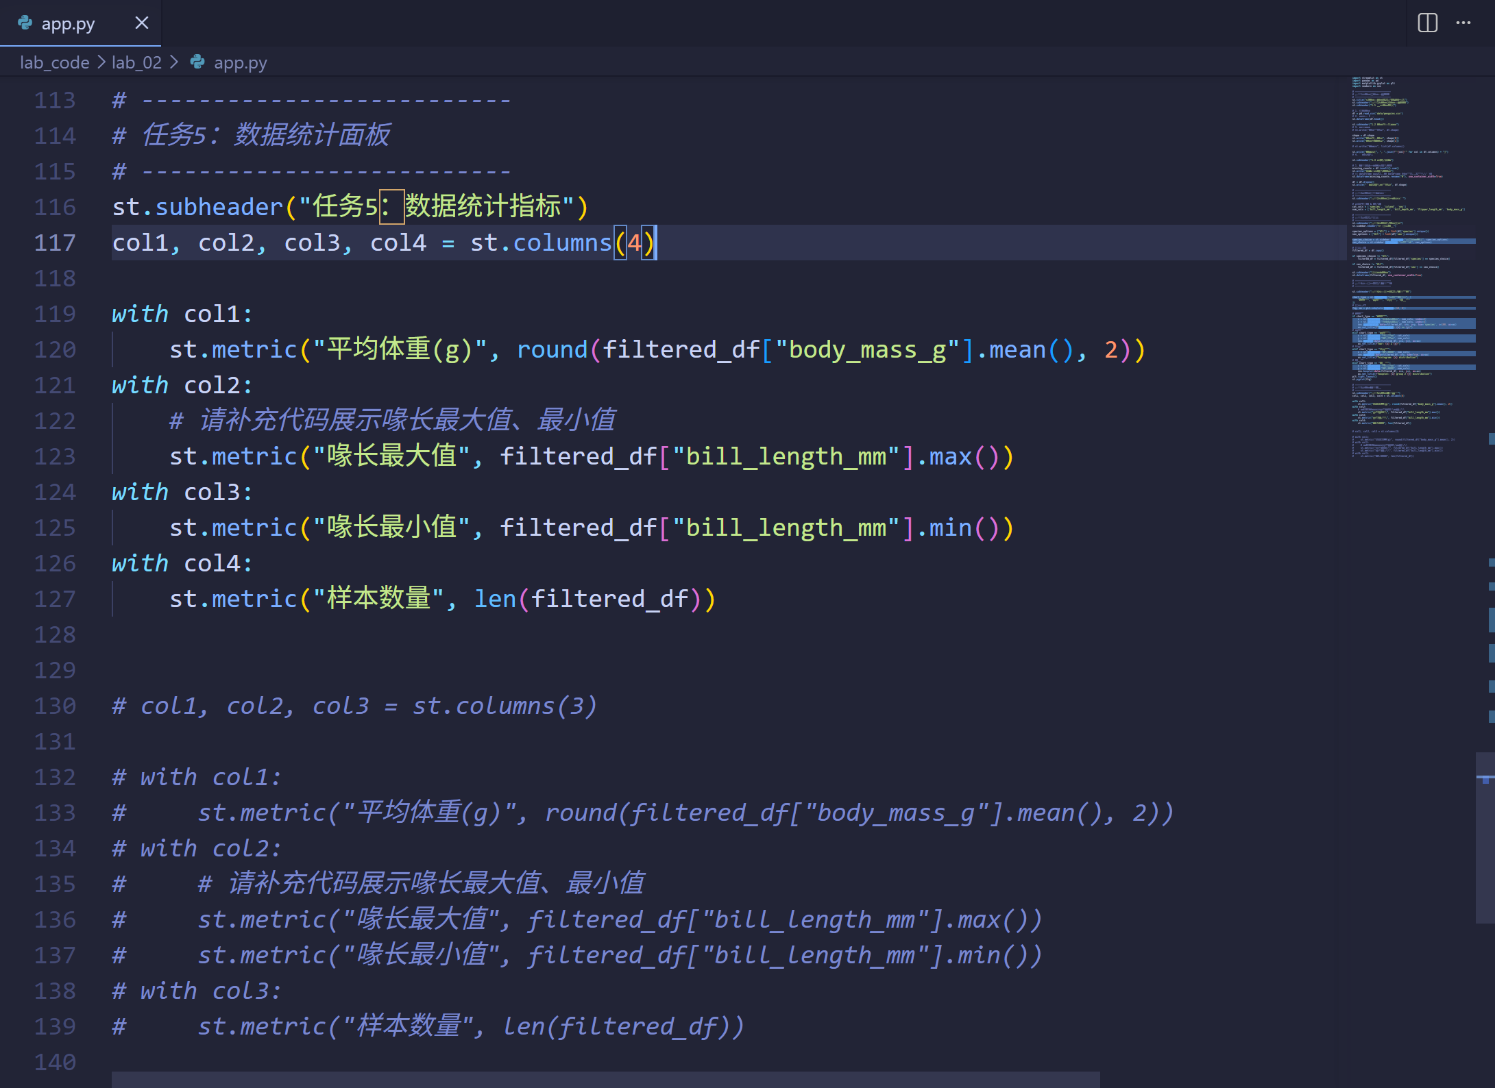 app.py
lab_code > lab_02 > app.py
113 # --------------------------
114 # 任务5：数据统计面板
115 # --------------------------
116 st.subheader("任务5：数据统计指标")
117 col1, col2, col3, col4 = st.columns(4)
118
119 with col1:
120     st.metric("平均体重(g)", round(filtered_df["body_mass_g"].mean(), 2))
121 with col2:
122     # 请补充代码展示喙长最大值、最小值
123     st.metric("喙长最大值", filtered_df["bill_length_mm"].max())
124 with col3:
125     st.metric("喙长最小值", filtered_df["bill_length_mm"].min())
126 with col4:
127     st.metric("样本数量", len(filtered_df))
128
129
130 # col1, col2, col3 = st.columns(3)
131
132 # with col1:
133 #     st.metric("平均体重(g)", round(filtered_df["body_mass_g"].mean(), 2))
134 # with col2:
135 #     # 请补充代码展示喙长最大值、最小值
136 #     st.metric("喙长最大值", filtered_df["bill_length_mm"].max())
137 #     st.metric("喙长最小值", filtered_df["bill_length_mm"].min())
138 # with col3:
139 #     st.metric("样本数量", len(filtered_df))
140